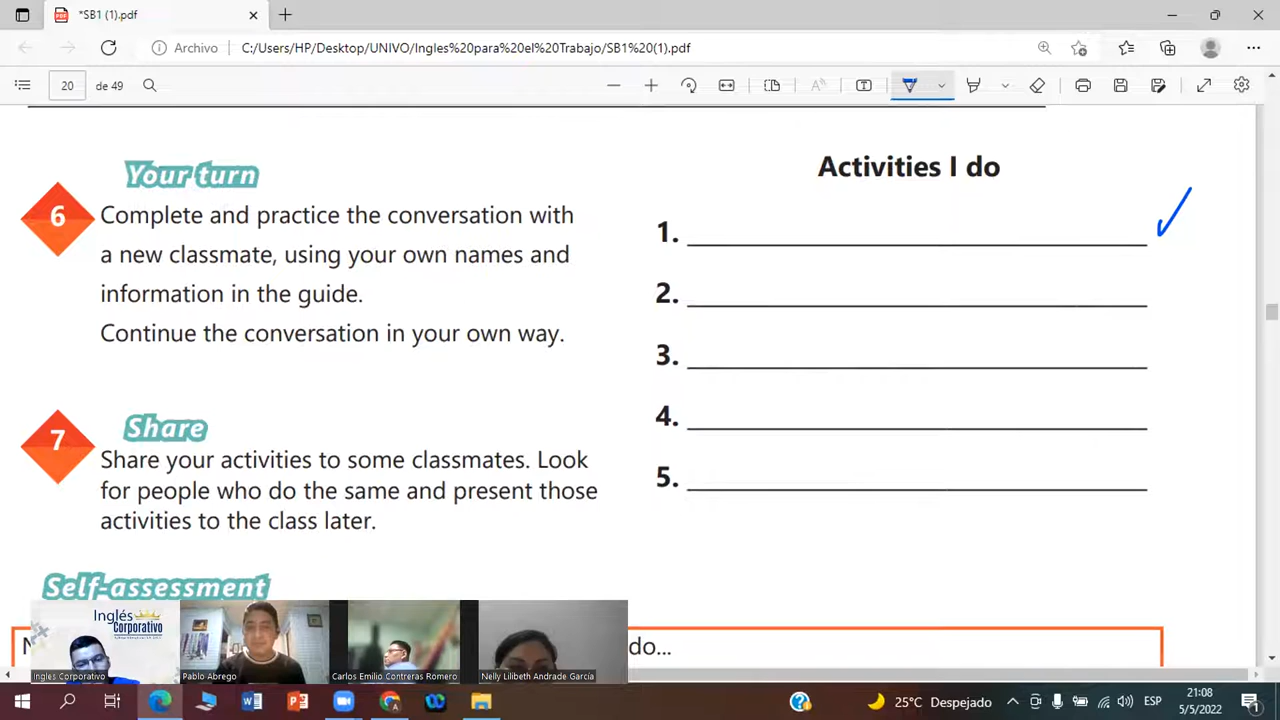 *SB1 (1).pdf
Archivo
C:/Users/HP/Desktop/UNIVO/Ingles%20para%20el%20Trabajo/SB1%20(1).pdf
20 de 49
Your turn
6
Complete and practice the conversation with
a new classmate, using your own names and
information in the guide.
Continue the conversation in your own way.
Activities I do
1.
2.
3.
4.
5.
7
Share
Share your activities to some classmates. Look
for people who do the same and present those
activities to the class later.
Self-assessment
do...
Inglés
Corporativo
Ingles Corporativo
Pablo Abrego
Carlos Emilio Contreras Romero
Nelly Lilibeth Andrade García
25°C Despejado
ESP
21:08
5/5/2022
1